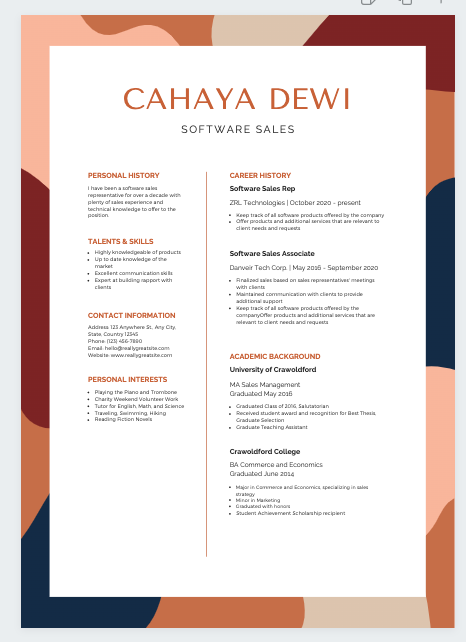 CAHAYA DEWI
SOFTWARE SALES
PERSONAL HISTORY
I have been a software sales
representative for over a decade with
plenty of sales experience and
technical knowledge to offer to the
position.
TALENTS & SKILLS
• Highly knowledgeable of products
• Up to date knowledge of the
market
• Excellent communication skills
• Expert at building rapport with
clients
CONTACT INFORMATION
Address: 123 Anywhere St., Any City,
State, Country 12345
Phone: (123) 456-7890
Email: hello@reallygreatsite.com
Website: www.reallygreatsite.com
PERSONAL INTERESTS
• Playing the Piano and Trombone
• Charity Weekend Volunteer Work
• Tutor for English, Math, and Science
• Traveling, Swimming, Hiking
• Reading Fiction Novels
CAREER HISTORY
Software Sales Rep
ZRL Technologies | October 2020 - present
• Keep track of all software products offered by the company
• Offer products and additional services that are relevant to
client needs and requests
Software Sales Associate
Danveir Tech Corp. | May 2016 - September 2020
• Finalized sales based on sales representatives' meetings
with clients
• Maintained communication with clients to provide
additional support
• Keep track of all software products offered by the
companyOffer products and additional services that are
relevant to client needs and requests
ACADEMIC BACKGROUND
University of Crawoldford
MA Sales Management
Graduated May 2016
• Graduated Class of 2016, Salutatorian
• Received student award and recognition for Best Thesis,
Graduate Selection
• Graduate Teaching Assistant
Crawoldford College
BA Commerce and Economics
Graduated June 2014
• Major in Commerce and Economics, specializing in sales
strategy
• Minor in Marketing
• Graduated with honors
• Student Achievement Scholarship recipient